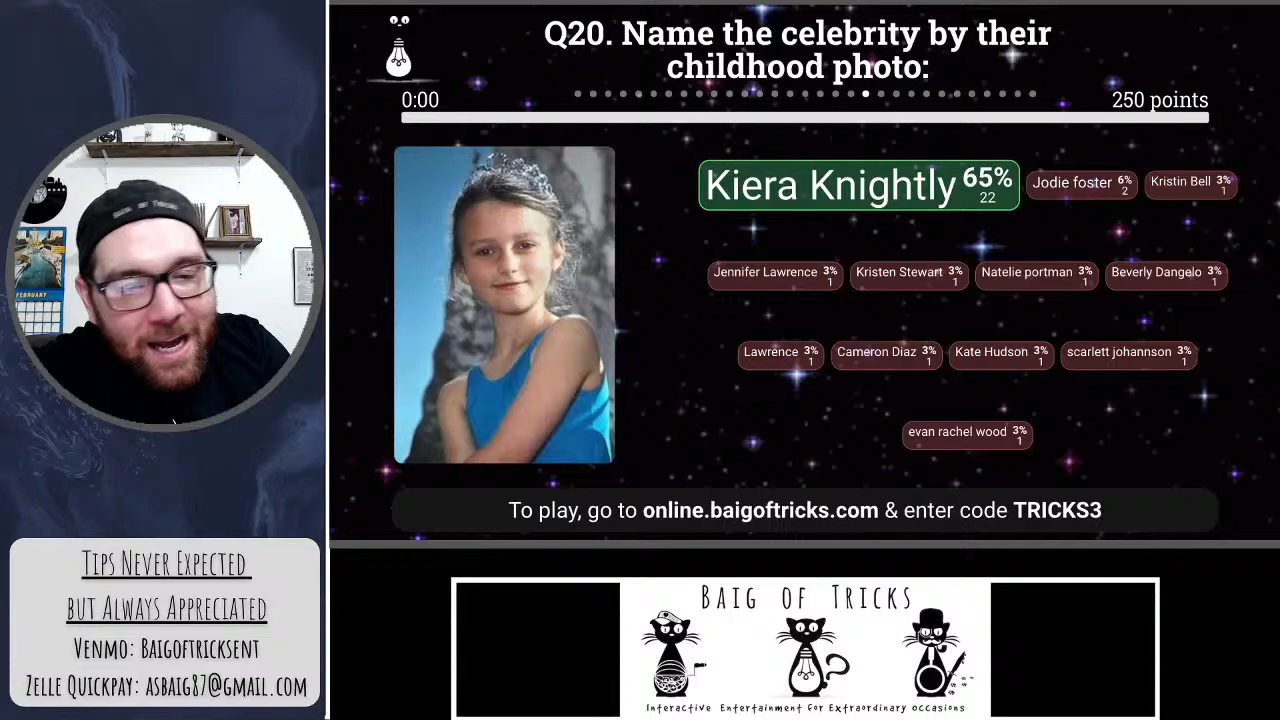 Q20. Name the celebrity by their
childhood photo:
0:00
250 points
Kiera Knightly 65%
22
Jodie foster 6%
2
Kristin Bell 3%
1
Jennifer Lawrence 3%
1
Kristen Stewart 3%
1
Natelie portman 3%
1
Beverly Dangelo 3%
1
Lawrence 3%
1
Cameron Diaz 3%
1
Kate Hudson 3%
1
scarlett johannson 3%
1
evan rachel wood 3%
1
To play, go to online.baigoftricks.com & enter code TRICKS3
FEBRUARY
Tips Never Expected
but Always Appreciated
Venmo: Baigoftricksent
Zelle Quickpay: asbaig87@gmail.com
Baig of Tricks
Interactive Entertainment for Extraordinary Occasions